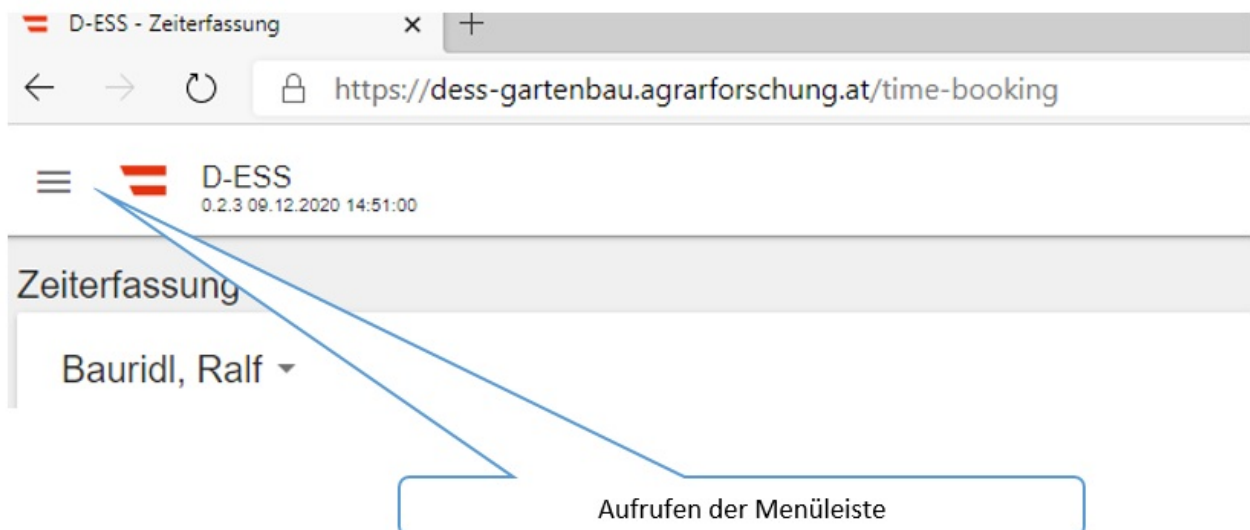 D-ESS - Zeiterfassung
https://dess-gartenbau.agrarforschung.at/time-booking
D-ESS
0.2.3 09.12.2020 14:51:00
Zeiterfassung
Bauridl, Ralf
Aufrufen der Menüleiste